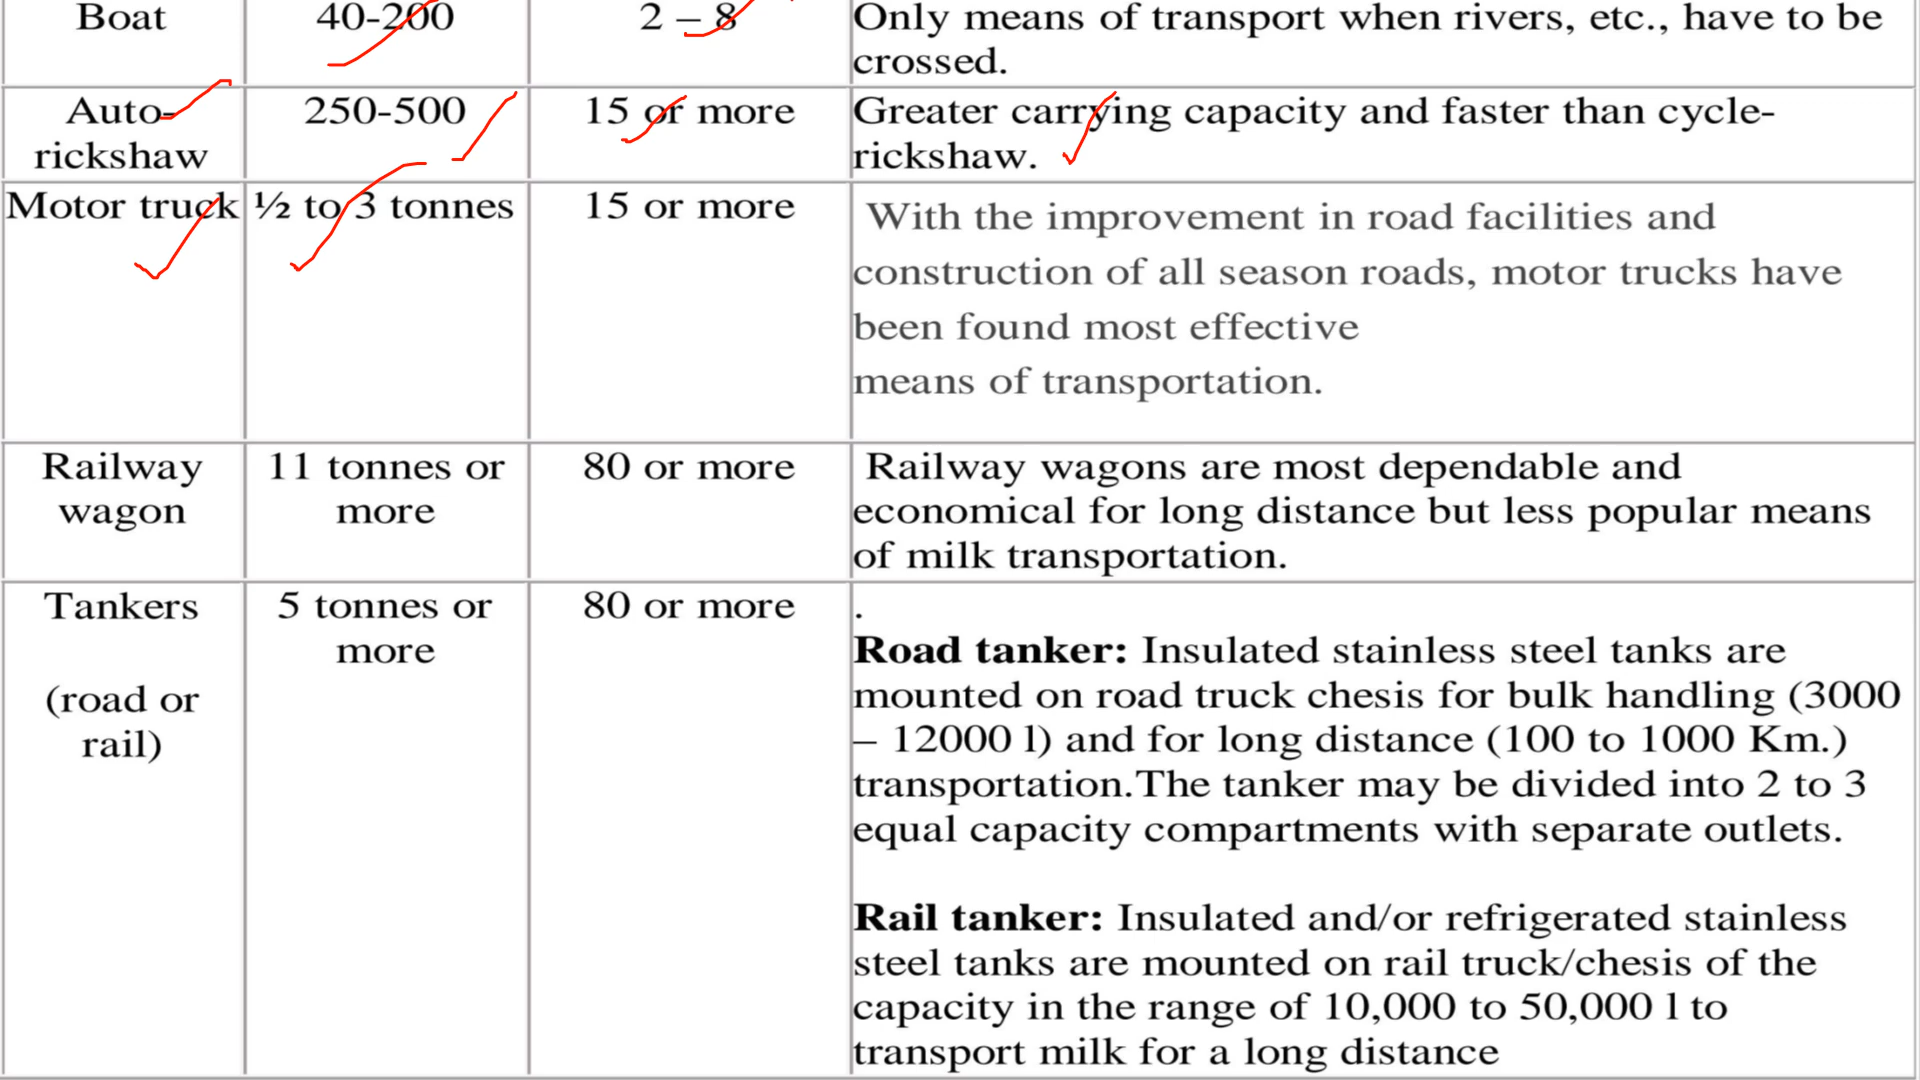 Boat 40-200 2 – 8 Only means of transport when rivers, etc., have to be
crossed.
Auto- 250-500 15 or more Greater carrying capacity and faster than cycle-
rickshaw rickshaw.
Motor truck ½ to 3 tonnes 15 or more With the improvement in road facilities and
construction of all season roads, motor trucks have
been found most effective
means of transportation.
Railway 11 tonnes or 80 or more Railway wagons are most dependable and
wagon more economical for long distance but less popular means
of milk transportation.
Tankers 5 tonnes or 80 or more .
more Road tanker: Insulated stainless steel tanks are
(road or mounted on road truck chesis for bulk handling (3000
rail) – 12000 l) and for long distance (100 to 1000 Km.)
transportation.The tanker may be divided into 2 to 3
equal capacity compartments with separate outlets.
Rail tanker: Insulated and/or refrigerated stainless
steel tanks are mounted on rail truck/chesis of the
capacity in the range of 10,000 to 50,000 l to
transport milk for a long distance